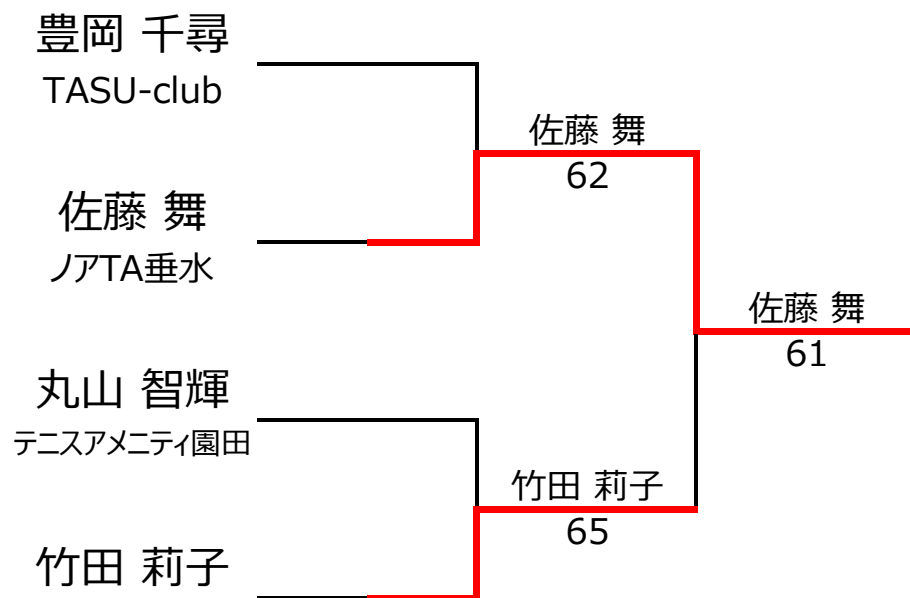 豊岡 千尋
TASU-club
佐藤 舞
62
佐藤 舞
ノアTA垂水
佐藤 舞
61
丸山 智輝
テニスアメニティ園田
竹田 莉子
65
竹田 莉子